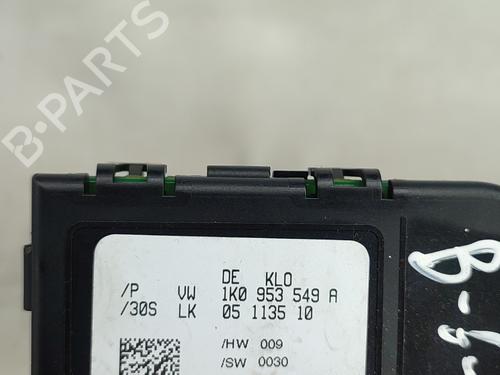 B-PARTS
DE KLO
/P VW 1K0 953 549 A
/30S LK 05 1135 10
/HW 009
/SW 0030